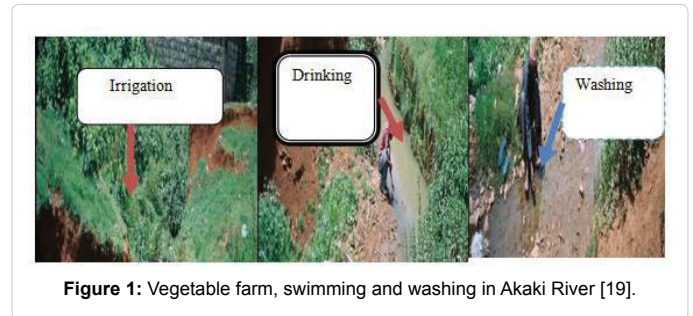 Irrigation
Drinking
Washing
Figure 1: Vegetable farm, swimming and washing in Akaki River [19].